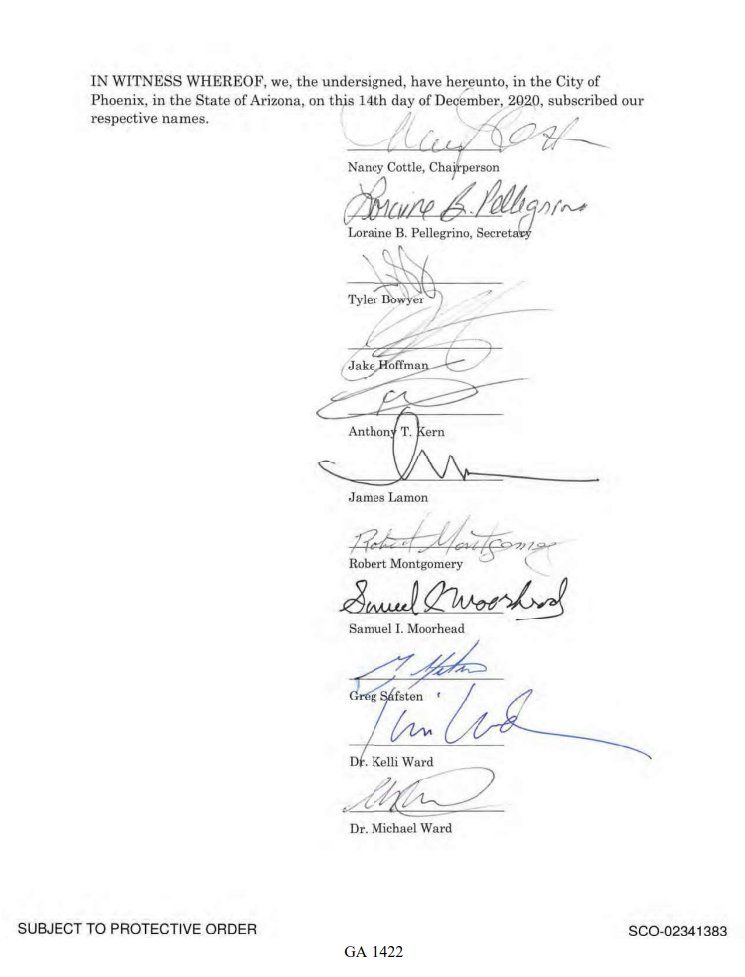 IN WITNESS WHEREOF, we, the undersigned, have hereunto, in the City of
Phoenix, in the State of Arizona, on this 14th day of December, 2020, subscribed our
respective names.
Nancy Cottle, Chairperson
Loraine B. Pellegrino
Loraine B. Pellegrino, Secretary
Tyler Bowyer
Jake Hoffman
Anthony T. Kern
James Lamon
Robert Montgomery
Robert Montgomery
Samuel I Moorhead
Samuel I. Moorhead
Greg Safsten
Dr. Kelli Ward
Dr. Michael Ward
SUBJECT TO PROTECTIVE ORDER
SCO-02341383
GA 1422